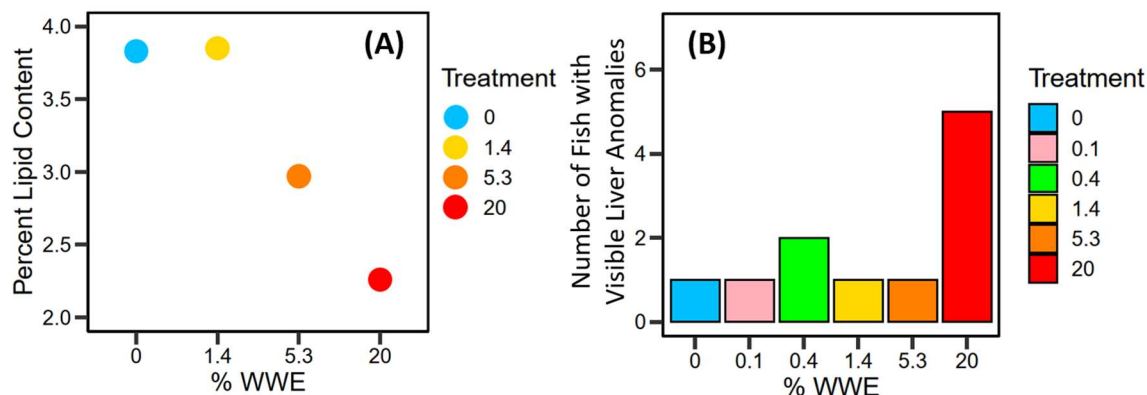 (A)
Percent Lipid Content
4.0
3.5
3.0
2.5
2.0
0 1.4 5.3 20
% WWE
Treatment
0
1.4
5.3
20
(B)
Number of Fish with
Visible Liver Anomalies
6
4
2
0
0 0.1 0.4 1.4 5.3 20
% WWE
Treatment
0
0.1
0.4
1.4
5.3
20